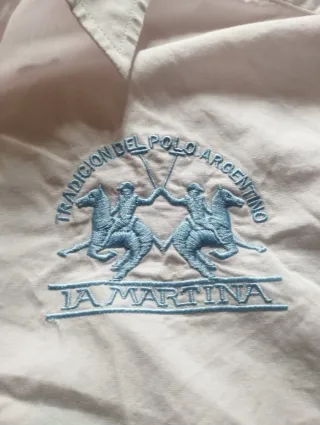 TRADICION DEL POLO ARGENTINO
LA MARTINA